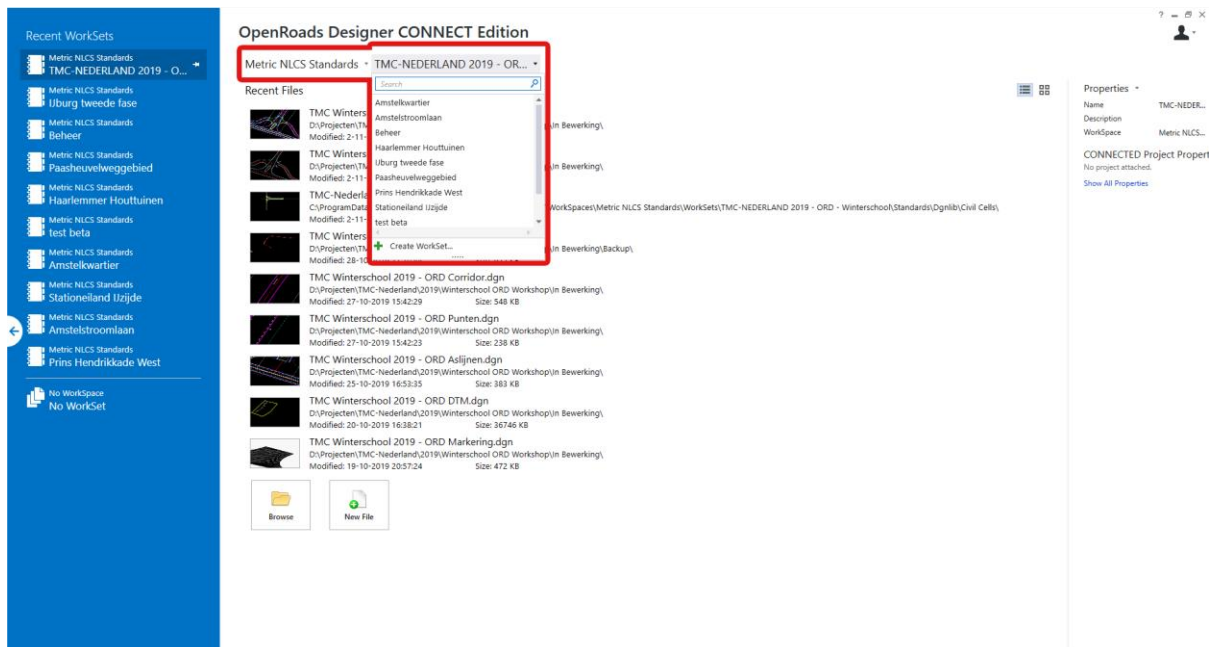 Recent WorkSets
Metric NLCS Standards
TMC-NEDERLAND 2019 - O...
Metric NLCS Standards
IJburg tweede fase
Metric NLCS Standards
Beheer
Metric NLCS Standards
Paasheuvelweggebied
Metric NLCS Standards
Haarlemmer Houttuinen
Metric NLCS Standards
test beta
Metric NLCS Standards
Amstelkwartier
Metric NLCS Standards
Stationeiland IJzijde
Metric NLCS Standards
Amstelstroomlaan
Metric NLCS Standards
Prins Hendrikkade West
No WorkSpace
No WorkSet
OpenRoads Designer CONNECT Edition
Metric NLCS Standards TMC-NEDERLAND 2019 - OR...
Search
Amstelkwartier
Amstelstroomlaan
Beheer
Haarlemmer Houttuinen
IJburg tweede fase
Paasheuvelweggebied
Prins Hendrikkade West
Stationeiland IJzijde
test beta
Create WorkSet...
Recent Files
TMC Winters
D:\Projecten\TM \In Bewerking\
Modified: 2-11-
TMC Winters
D:\Projecten\TM \In Bewerking\
Modified: 2-11-
TMC-Nederla
C:\ProgramData \WorkSpaces\Metric NLCS Standards\WorkSets\TMC-NEDERLAND 2019 - ORD - Winterschool\Standards\Dgnlib\Civil Cells\
Modified: 2-11-
TMC Winters
D:\Projecten\TM \In Bewerking\Backup\
Modified: 28-10
TMC Winterschool 2019 - ORD Corridor.dgn
D:\Projecten\TMC-Nederland\2019\Winterschool ORD Workshop\In Bewerking\
Modified: 27-10-2019 15:42:29 Size: 548 KB
TMC Winterschool 2019 - ORD Punten.dgn
D:\Projecten\TMC-Nederland\2019\Winterschool ORD Workshop\In Bewerking\
Modified: 27-10-2019 15:42:23 Size: 238 KB
TMC Winterschool 2019 - ORD Aslijnen.dgn
D:\Projecten\TMC-Nederland\2019\Winterschool ORD Workshop\In Bewerking\
Modified: 25-10-2019 16:53:35 Size: 383 KB
TMC Winterschool 2019 - ORD DTM.dgn
D:\Projecten\TMC-Nederland\2019\Winterschool ORD Workshop\In Bewerking\
Modified: 20-10-2019 16:38:21 Size: 36746 KB
TMC Winterschool 2019 - ORD Markering.dgn
D:\Projecten\TMC-Nederland\2019\Winterschool ORD Workshop\In Bewerking\
Modified: 19-10-2019 20:57:24 Size: 472 KB
Browse
New File
Properties
Name TMC-NEDER...
Description
WorkSpace Metric NLCS...
CONNECTED Project Propert
No project attached.
Show All Properties